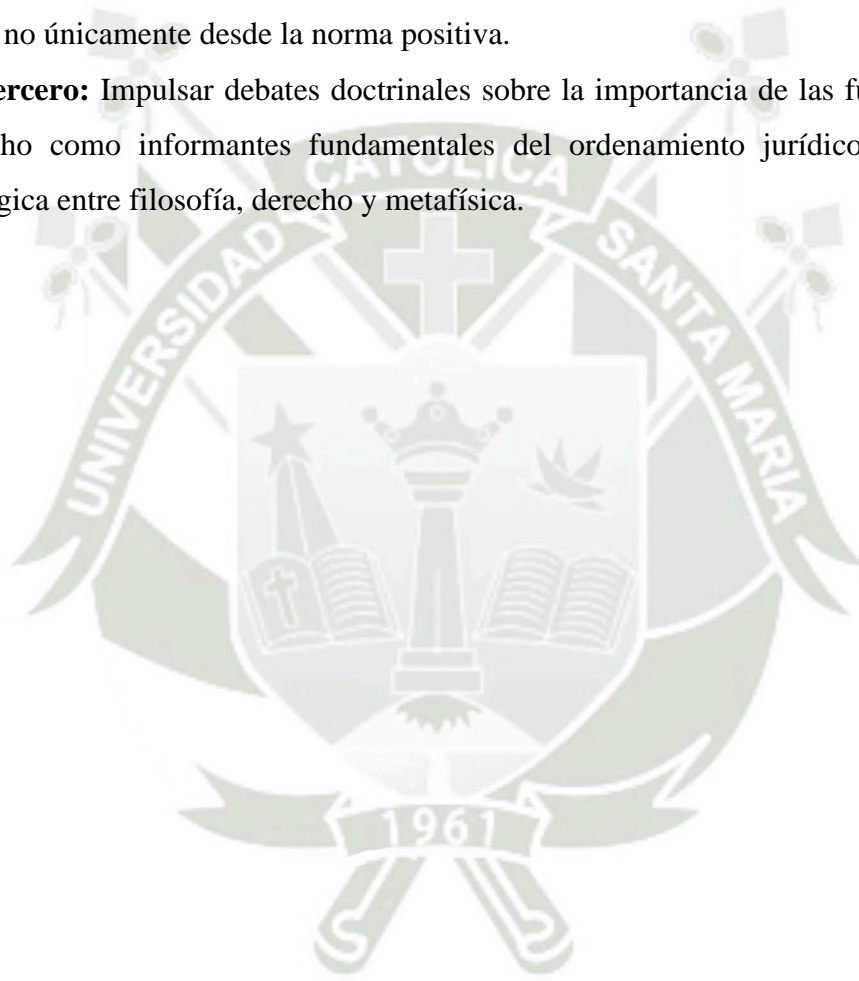 no únicamente desde la norma positiva.
ercero: Impulsar debates doctrinales sobre la importancia de las fu
ho como informantes fundamentales del ordenamiento jurídico
gica entre filosofía, derecho y metafísica.
UNIVERSIDAD CATOLICA SANTA MARIA
1961